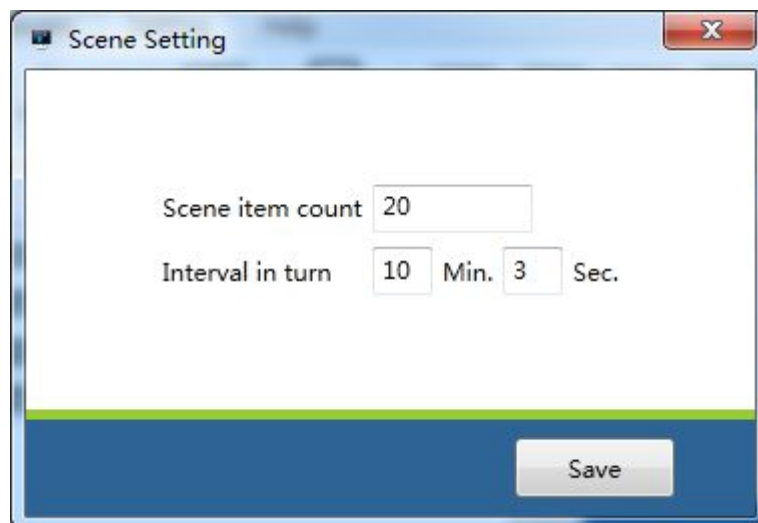 Scene Setting
Scene item count 20
Interval in turn 10 Min. 3 Sec.
Save